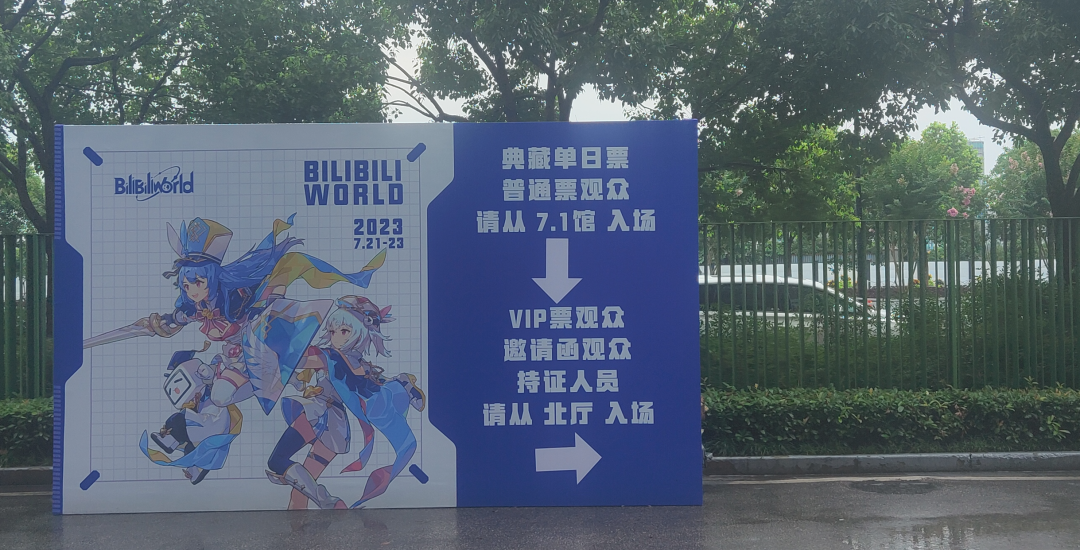 Bilibiliworld
BILIBILI
WORLD
2023
7.21-23
典藏单日票
普通票观众
请从 7.1馆 入场
VIP票观众
邀请函观众
持证人员
请从 北厅 入场